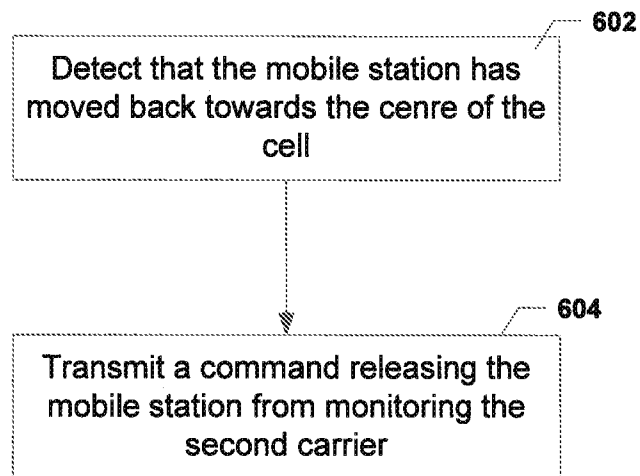 602
Detect that the mobile station has
moved back towards the cenre of the
cell
604
Transmit a command releasing the
mobile station from monitoring the
second carrier